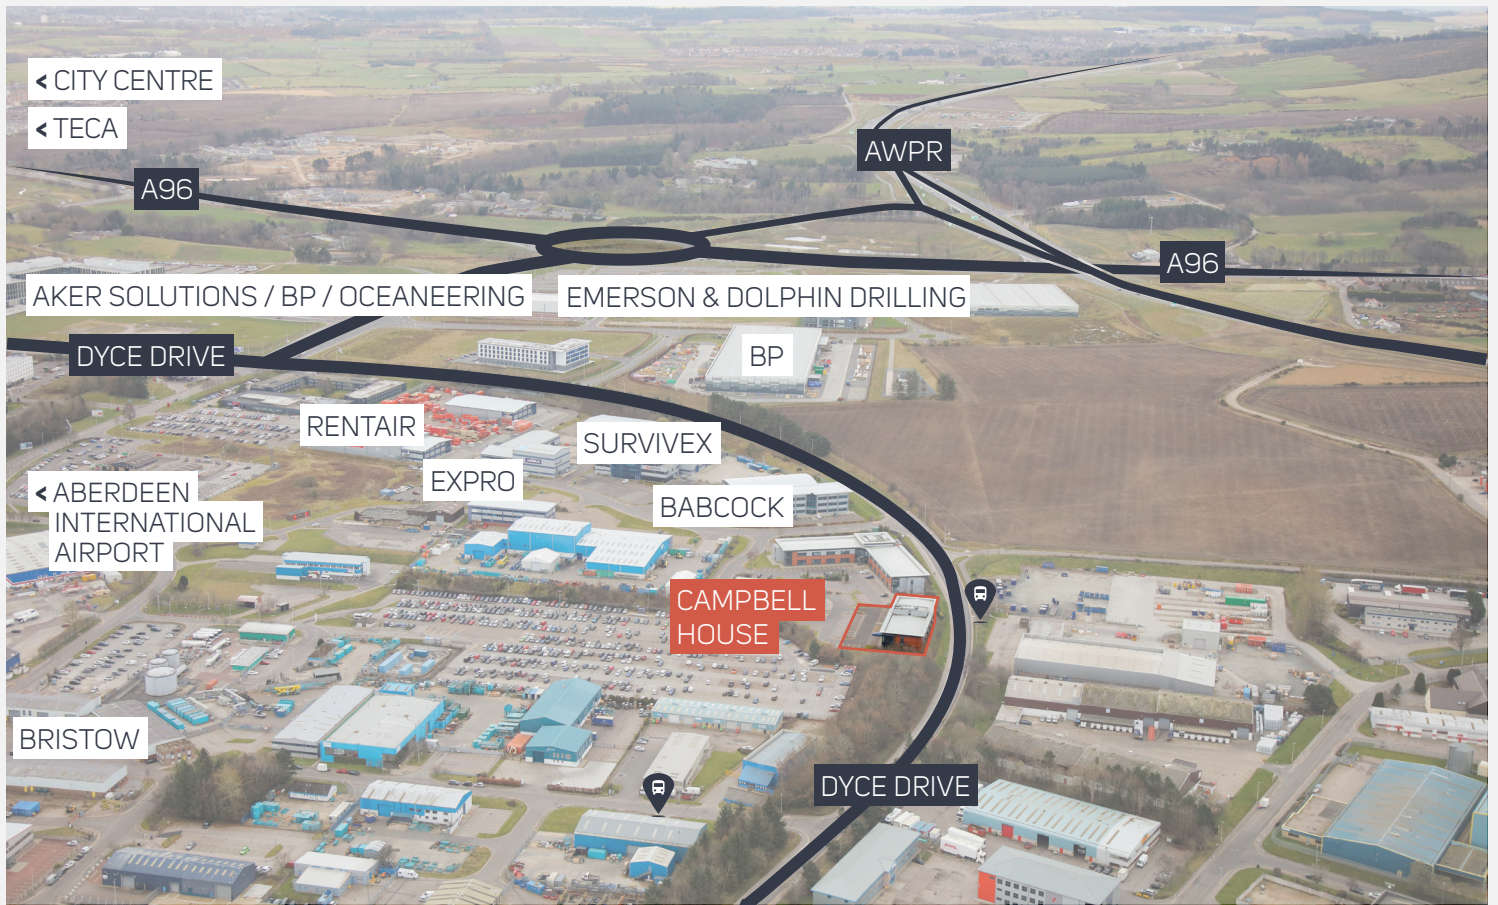 < CITY CENTRE
< TECA
AWPR
A96
A96
AKER SOLUTIONS / BP / OCEANEERING
EMERSON & DOLPHIN DRILLING
DYCE DRIVE
BP
RENTAIR
SURVIVEX
EXPRO
< ABERDEEN
INTERNATIONAL
AIRPORT
BABCOCK
CAMPBELL
HOUSE
BRISTOW
DYCE DRIVE